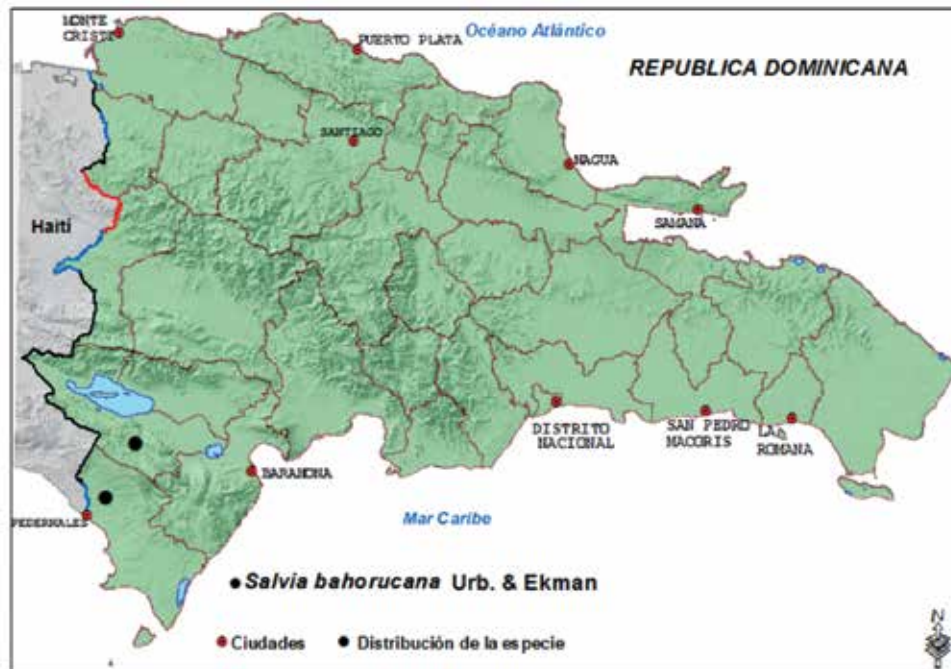 MONTE
CRISTI
PUERTO PLATA
Océano Atlántico
REPUBLICA DOMINICANA
SANTIAGO
NAGUA
SAMANA
Haití
DISTRITO
NACIONAL
SAN PEDRO
MACORIS
LA
ROMANA
BARAHONA
PEDERNALES
Mar Caribe
Salvia bahorucana Urb. & Ekman
Ciudades
Distribución de la especie
N